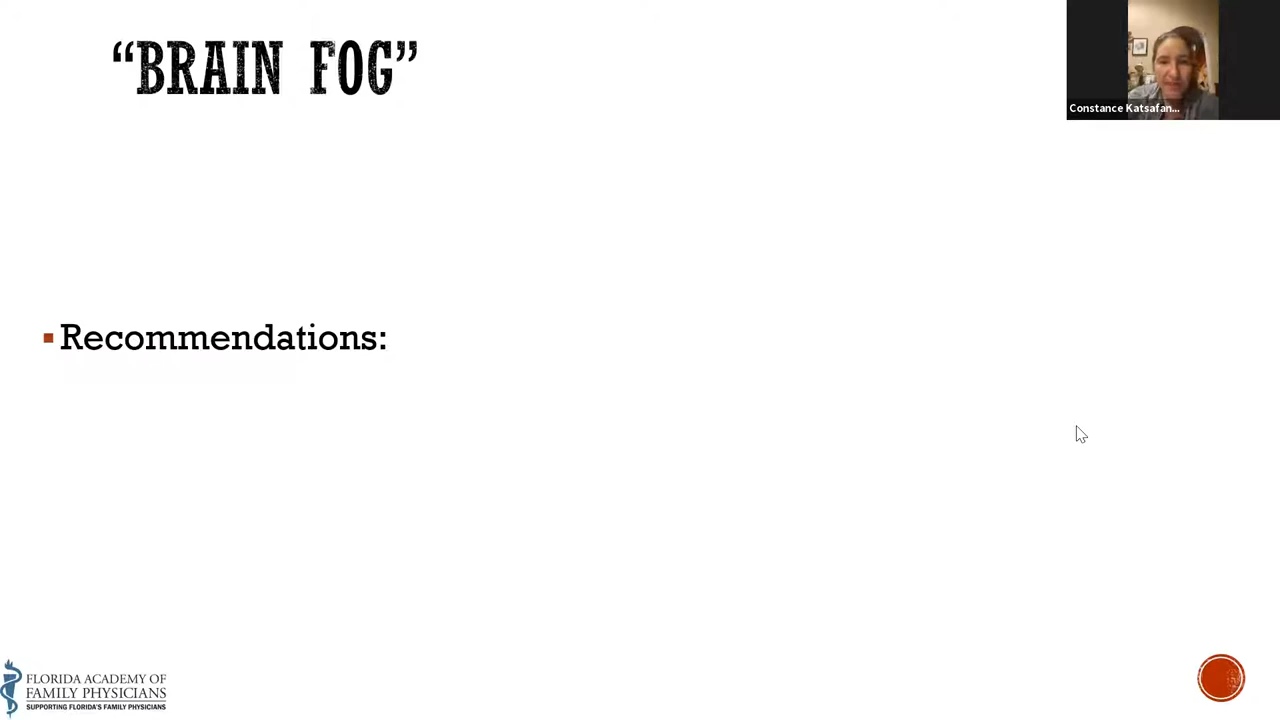 “BRAIN FOG”
Constance Katsafan...
▪ Recommendations:
FLORIDA ACADEMY OF
FAMILY PHYSICIANS
SUPPORTING FLORIDA'S FAMILY PHYSICIANS